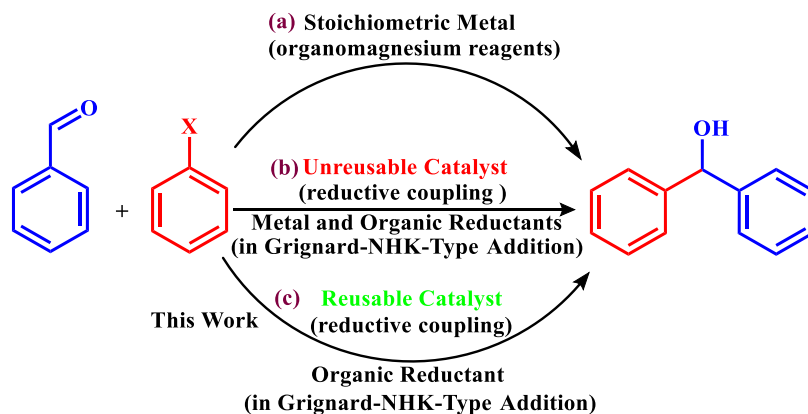 (a) Stoichiometric Metal
(organomagnesium reagents)
O
X
OH
+
(b) Unreusable Catalyst
(reductive coupling )
Metal and Organic Reductants
(in Grignard-NHK-Type Addition)
(c) Reusable Catalyst
This Work
(reductive coupling)
Organic Reductant
(in Grignard-NHK-Type Addition)